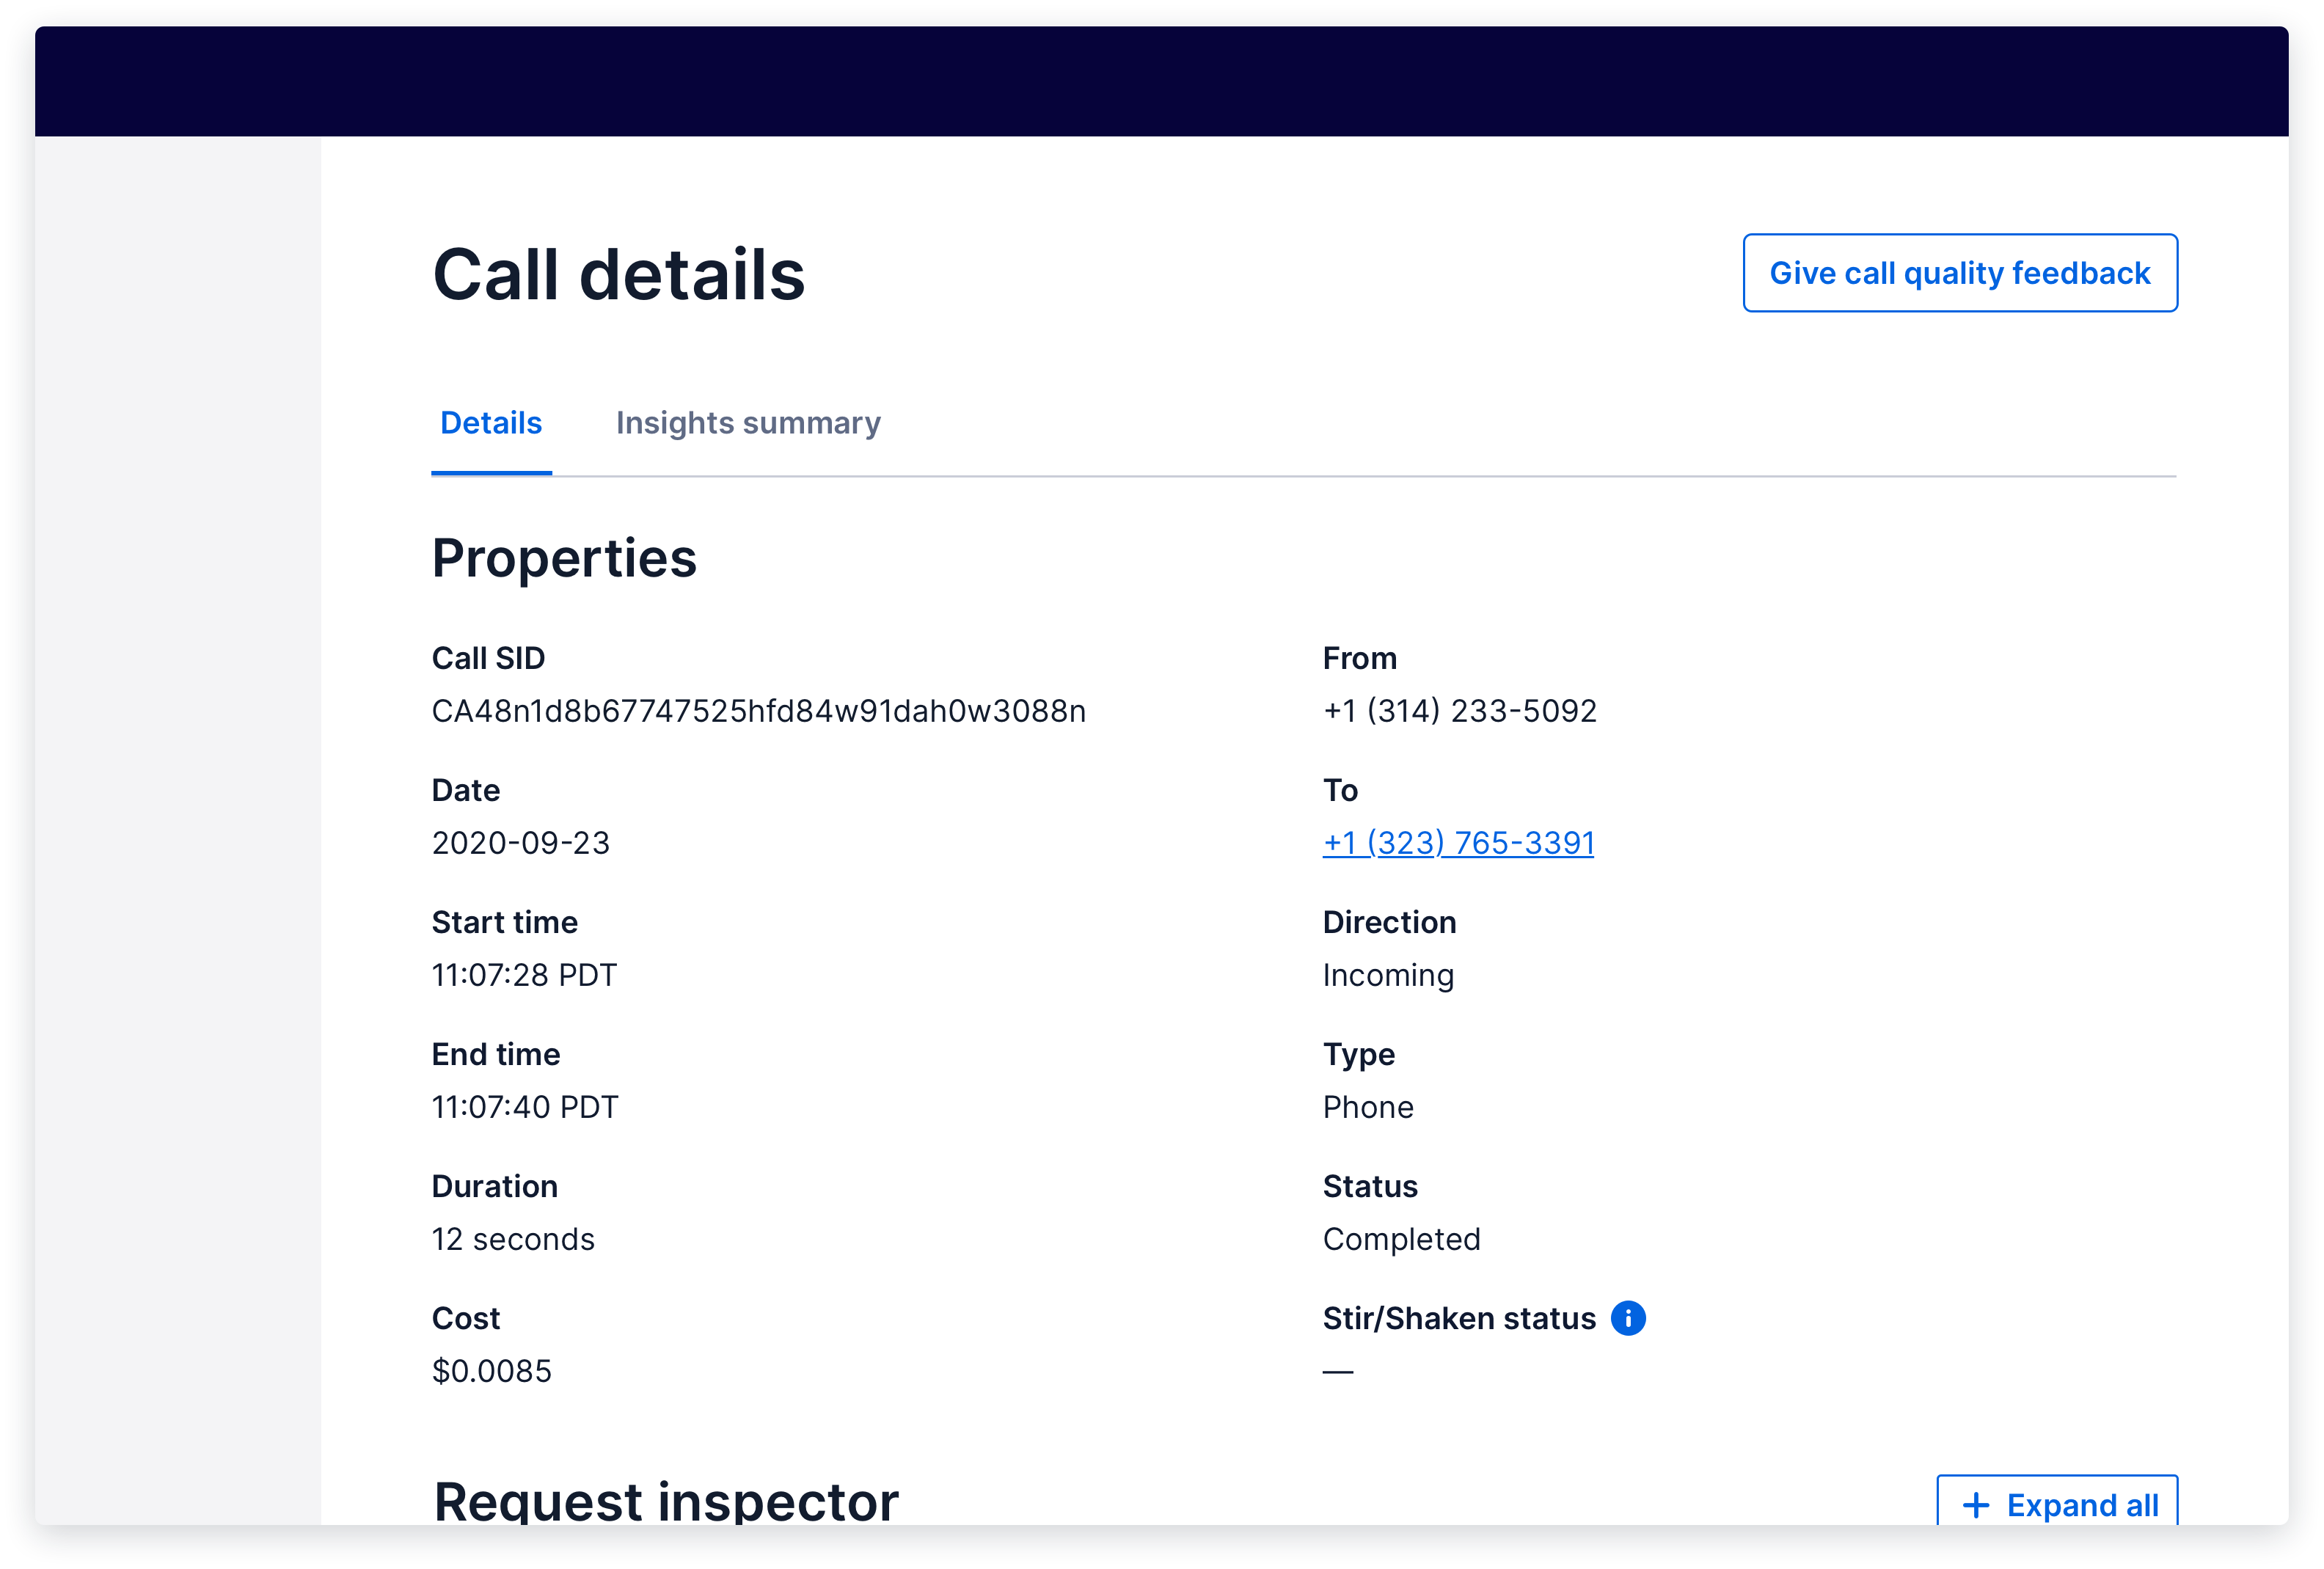 Call details
Give call quality feedback
Details
Insights summary
Properties
Call SID
CA48n1d8b67747525hfd84w91dah0w3088n
From
+1 (314) 233-5092
Date
2020-09-23
To
+1 (323) 765-3391
Start time
11:07:28 PDT
Direction
Incoming
End time
11:07:40 PDT
Type
Phone
Duration
12 seconds
Status
Completed
Cost
$0.0085
Stir/Shaken status
—
Request inspector
Expand all